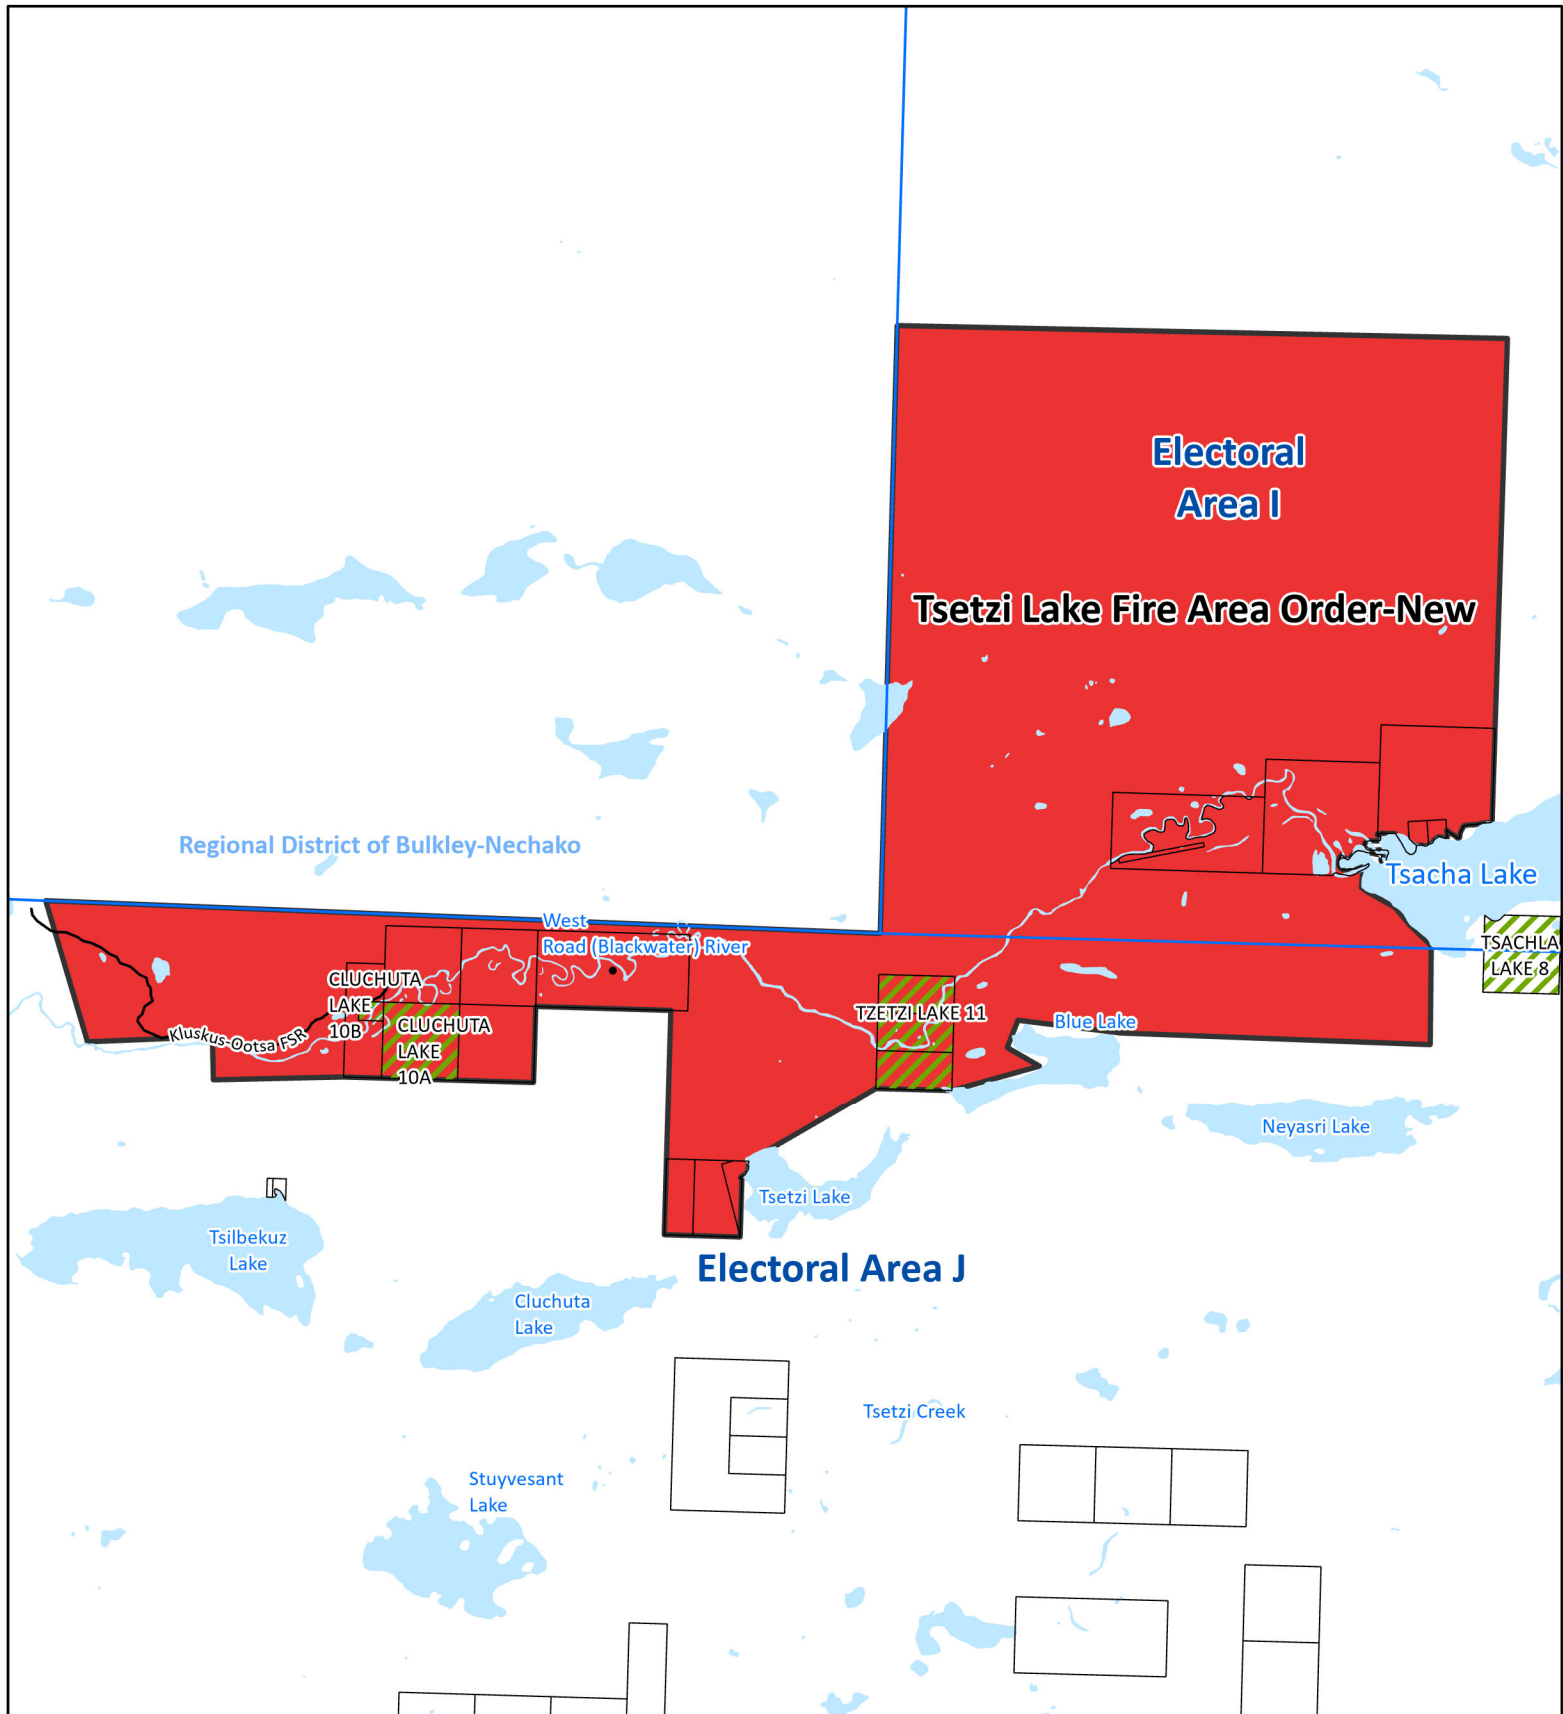 Electoral
Area I
Tsetzi Lake Fire Area Order-New
Regional District of Bulkley-Nechako
Tsacha Lake
West
Road (Blackwater) River
TSACHLA
LAKE 8
CLUCHUTA
LAKE
10B
TZETZI LAKE 11
Blue Lake
Kluskus-Ootsa FSR
CLUCHUTA
LAKE
10A
Neyasri Lake
Tsetzi Lake
Tsilbekuz
Lake
Electoral Area J
Cluchuta
Lake
Tsetzi Creek
Stuyvesant
Lake